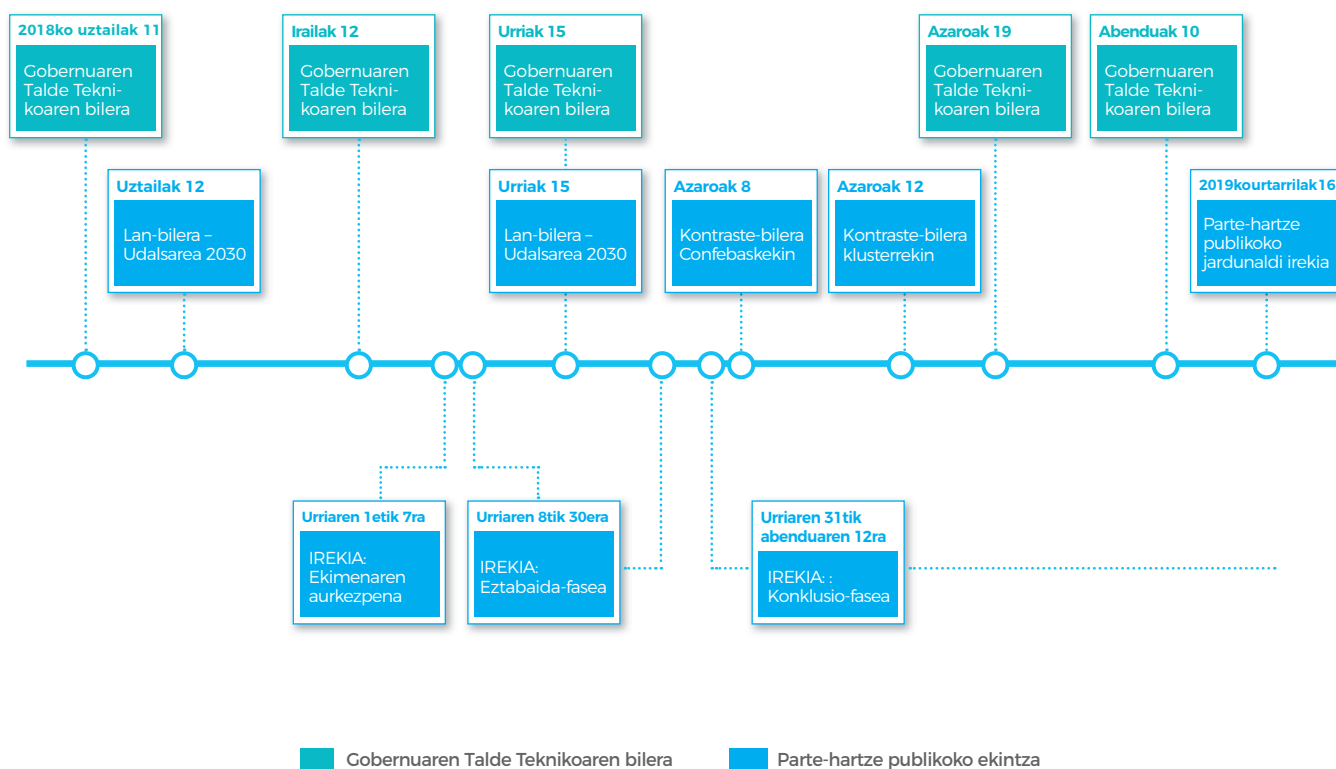 2018ko uztailak 11
Gobernuaren
Talde Tekni-
koaren bilera
Irailak 12
Gobernuaren
Talde Tekni-
koaren bilera
Urriak 15
Gobernuaren
Talde Tekni-
koaren bilera
Azaroak 19
Gobernuaren
Talde Tekni-
koaren bilera
Abenduak 10
Gobernuaren
Talde Tekni-
koaren bilera
Uztailak 12
Lan-bilera –
Udalsarea 2030
Urriak 15
Lan-bilera –
Udalsarea 2030
Azaroak 8
Kontraste-bilera
Confebaskekin
Azaroak 12
Kontraste-bilera
klusterrekin
2019kourtarrilak16
Parte-hartze
publikoko
jardunaldi irekia
Urriaren 1etik 7ra
IREKIA:
Ekimenaren
aurkezpena
Urriaren 8tik 30era
IREKIA:
Eztabaida-fasea
Urriaren 31tik
abenduaren 12ra
IREKIA: :
Konklusio-fasea
Gobernuaren Talde Teknikoaren bilera
Parte-hartze publikoko ekintza